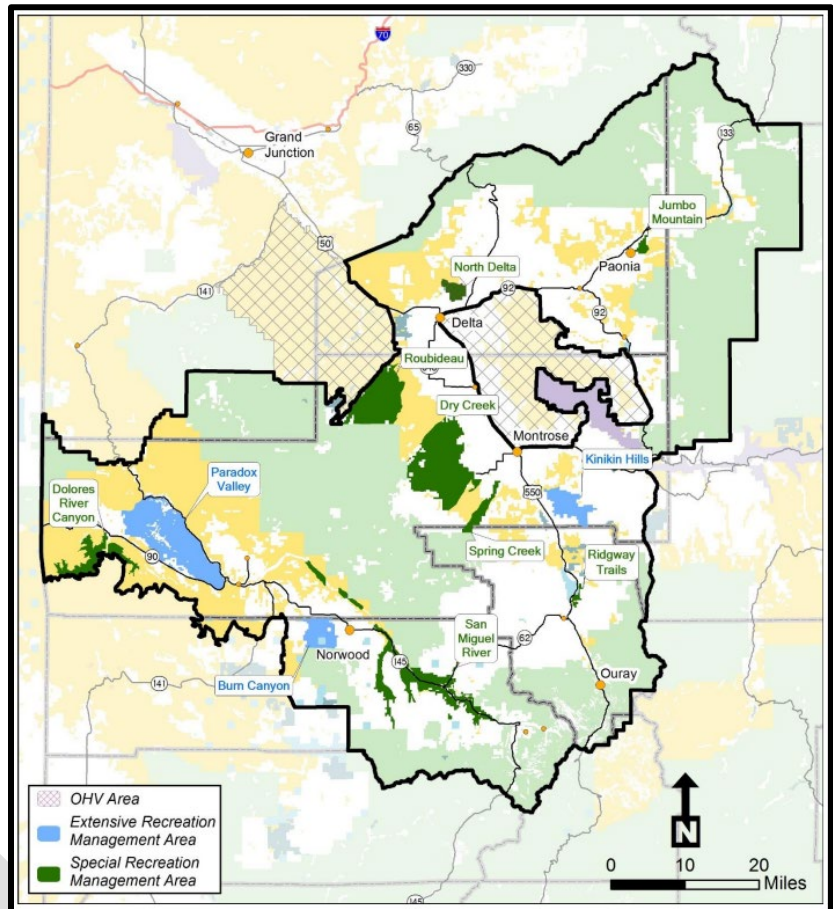 70
330
65
133
Grand
Junction
Jumbo
Mountain
50
141
North Delta
92
Paonia
Delta
92
Roubideau
Dry Creek
Montrose
Kinikin Hills
Paradox
Valley
550
Dolores
River
Canyon
90
Spring Creek
Ridgway
Trails
San
Miguel
River
62
Norwood
145
Ouray
141
Burn Canyon
OHV Area
Extensive Recreation
Management Area
Special Recreation
Management Area
N
0 10 20
Miles
145